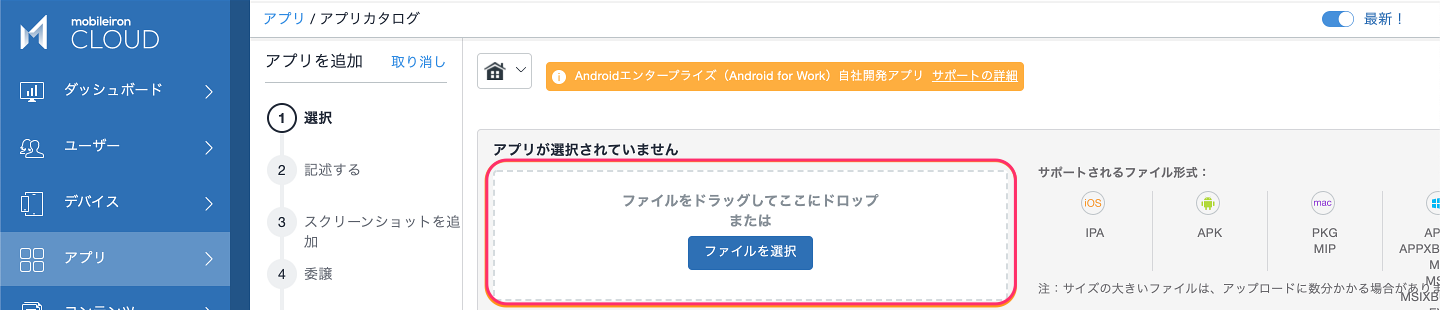 mobileiron
CLOUD
ダッシュボード
ユーザー
デバイス
アプリ
コンテンツ
アプリ / アプリカタログ
最新！
アプリを追加 取り消し
1 選択
2 記述する
3 スクリーンショットを追
加
4 委譲
Androidエンタープライズ（Android for Work）自社開発アプリ サポートの詳細
アプリが選択されていません
ファイルをドラッグしてここにドロップ
または
ファイルを選択
サポートされるファイル形式：
iOS
IPA
APK
mac
PKG
MIP
AP
APPXB
M
MS
MSIXB
注：サイズの大きいファイルは、アップロードに数分かかる場合があり